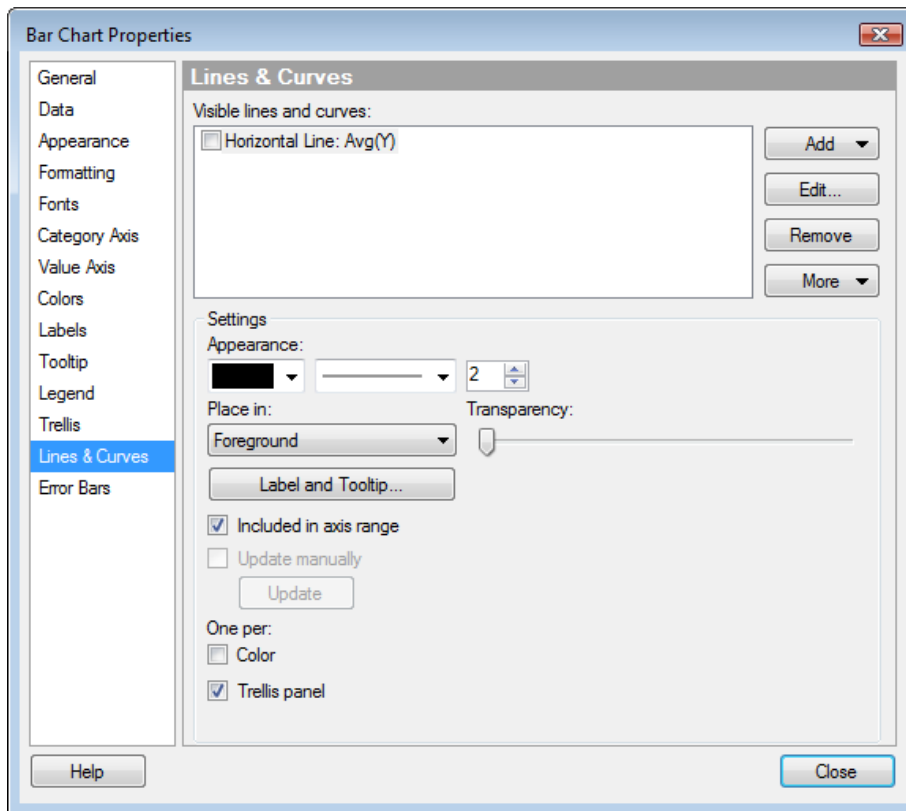 Bar Chart Properties
General
Data
Appearance
Formatting
Fonts
Category Axis
Value Axis
Colors
Labels
Tooltip
Legend
Trellis
Lines & Curves
Error Bars
Lines & Curves
Visible lines and curves:
Horizontal Line: Avg(Y)
Add
Edit...
Remove
More
Settings
Appearance:
2
Place in:
Transparency:
Foreground
Label and Tooltip...
Included in axis range
Update manually
Update
One per:
Color
Trellis panel
Help
Close